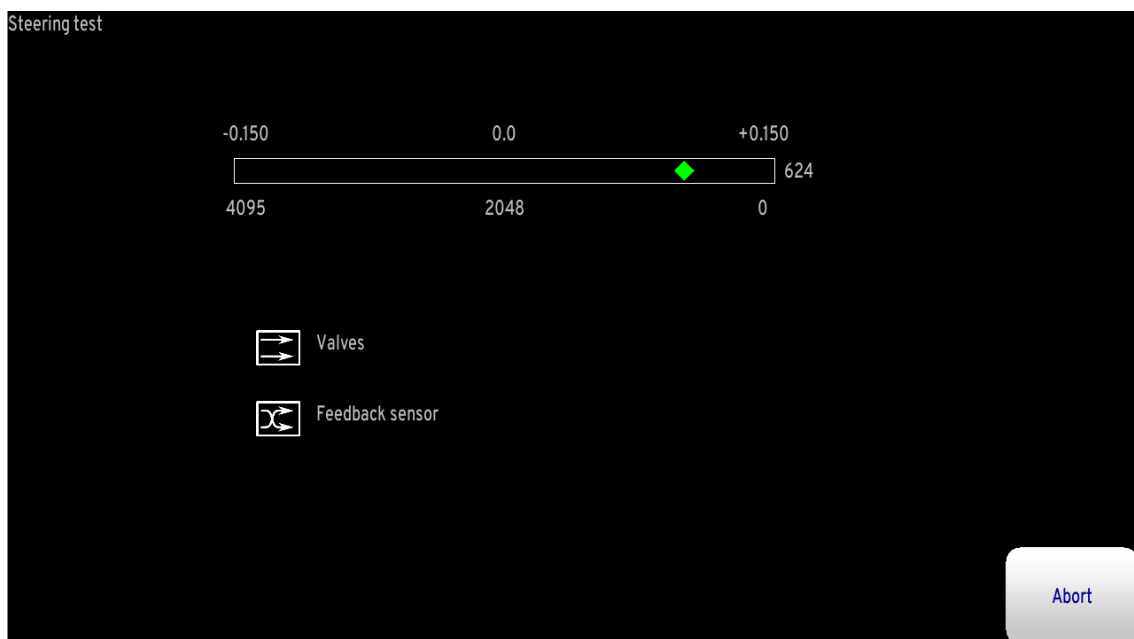 Steering test
-0.150 0.0 +0.150
624
4095 2048 0
Valves
Feedback sensor
Abort